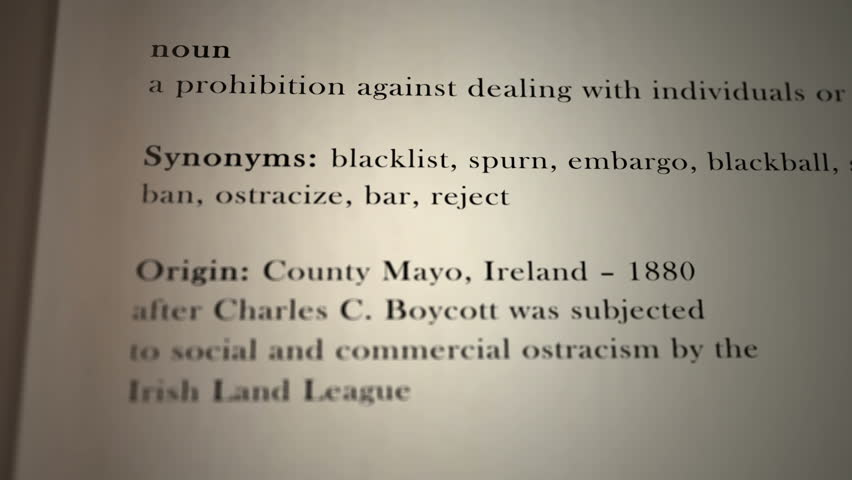 noun
a prohibition against dealing with individuals or
Synonyms: blacklist, spurn, embargo, blackball,
ban, ostracize, bar, reject
Origin: County Mayo, Ireland – 1880
after Charles C. Boycott was subjected
to social and commercial ostracism by the
Irish Land League